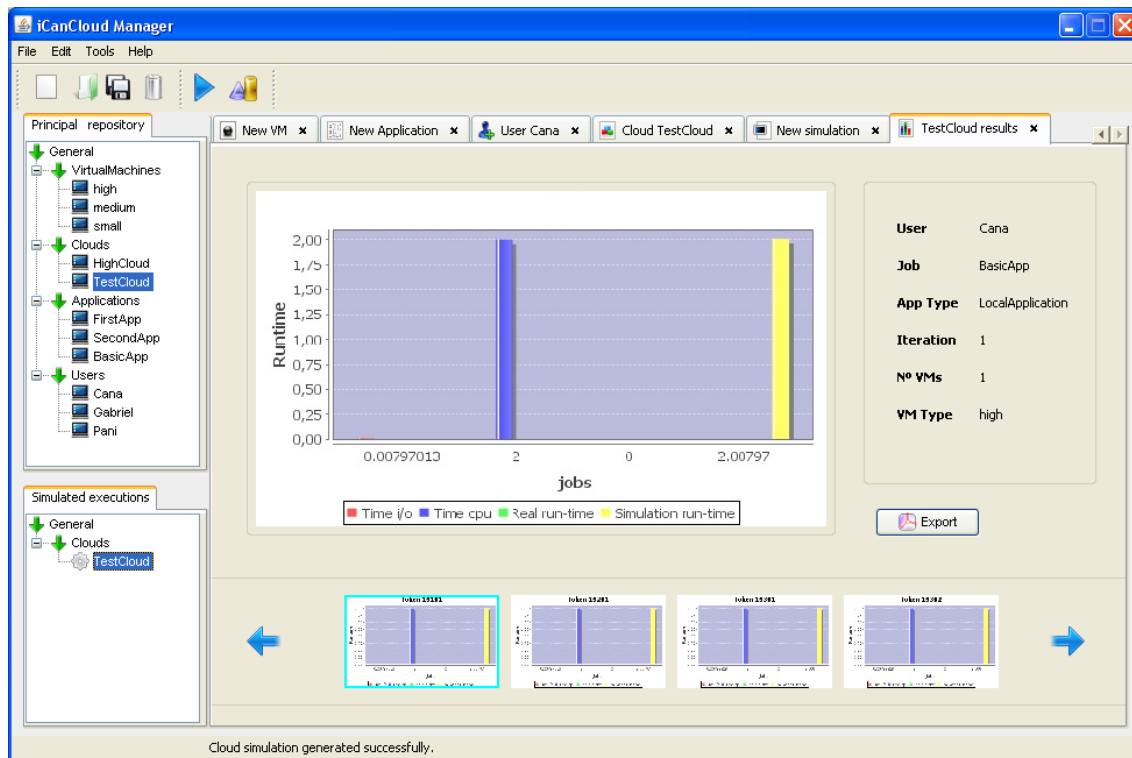 iCanCloud Manager
File Edit Tools Help
Principal repository
General
VirtualMachines
high
medium
small
Clouds
HighCloud
TestCloud
Applications
FirstApp
SecondApp
BasicApp
Users
Cana
Gabriel
Pani
Simulated executions
General
Clouds
TestCloud
New VM
New Application
User Cana
Cloud TestCloud
New simulation
TestCloud results
Runtime
2,00
1,75
1,50
1,25
1,00
0,75
0,50
0,25
0,00
0.00797013 2 0 2.00797
jobs
Time i/o Time cpu Real run-time Simulation run-time
User Cana
Job BasicApp
App Type LocalApplication
Iteration 1
Nº VMs 1
VM Type high
Export
Cloud simulation generated successfully.